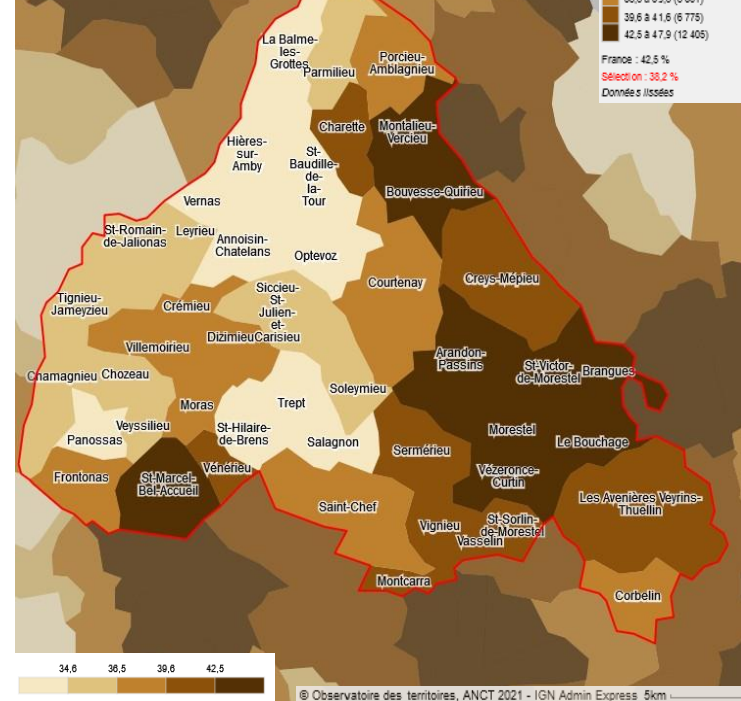 39,6 à 41,6 (6 775)
42,5 à 47,9 (12 405)
France : 42,5 %
Sélection : 38,2 %
Données lissées
La Balme-
les-
Grottes
Parmilieu
Porcieu-
Amblagnieu
Charette
Montalieu-
Vercieu
Hières-
sur-
Amby
St-
Baudille-
de-
la-
Tour
Bouvesse-Quirieu
Vernas
St-Romain-
de-Jalionas
Leyrieu
Annoisin-
Chatelans
Optevoz
Courtenay
Creys-Mépieu
Siccieu-
St-
Julien-
et-
Carisieu
Tignieu-
Jameyzieu
Crémieu
Dizimieu
Villemoirieu
Arandon-
Passins
St-Victor-
de-Morestel
Brangues
Chamagnieu
Chozeau
Soleymieu
Moras
Trept
Veyssilieu
St-Hilaire-
de-Brens
Panossas
Salagnon
Morestel
Le Bouchage
Sermérieu
Vénérieu
Frontonas
St-Marcel-
Bel-Accueil
Vézeronce-
Curtin
Saint-Chef
Les Avenières Veyrins-
Thuellin
Vignieu
St-Sorlin-
de-Morestel
Vasselin
Montcarra
Corbelin
34,6 36,5 39,6 42,5
© Observatoire des territoires, ANCT 2021 - IGN Admin Express 5km